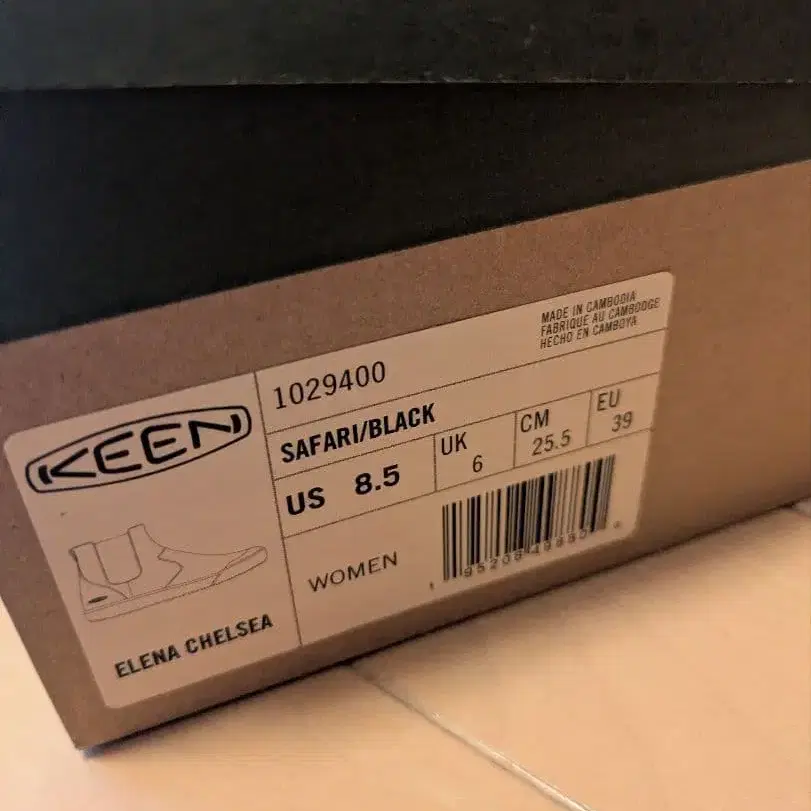 MADE IN CAMBODIA
FABRIQUE AU CAMBODGE
HECHO EN CAMBOYA
1029400
KEEN
SAFARI/BLACK
US 8.5
UK 6
CM 25.5
EU 39
WOMEN
ELENA CHELSEA